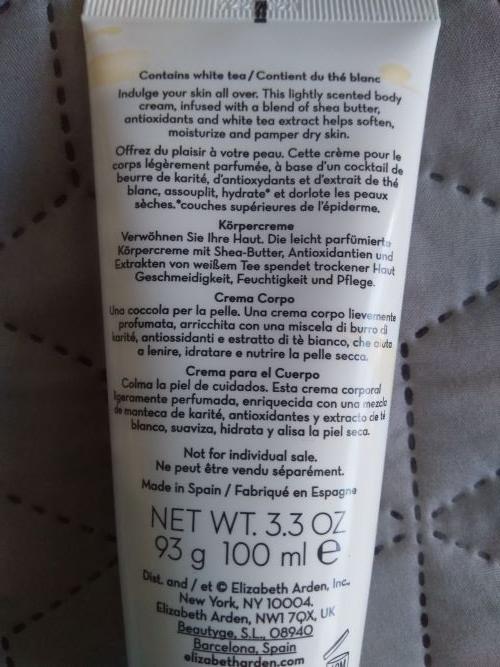 Contains white tea / Contient du thé blanc
Indulge your skin all over. This lightly scented body
cream, infused with a blend of shea butter,
antioxidants and white tea extract helps soften,
moisturize and pamper dry skin.
Offrez du plaisir à votre peau. Cette crème pour le
corps légèrement parfumée, à base d'un cocktail de
beurre de karité, d'antioxydants et d'extrait de thé
blanc, assouplit, hydrate* et dorlote les peaux
sèches.*couches supérieures de l'épiderme.
Körpercreme
Verwöhnen Sie Ihre Haut. Die leicht parfümierte
Körpercreme mit Shea-Butter, Antioxidantien und
Extrakten von weißem Tee spendet trockener Haut
Geschmeidigkeit, Feuchtigkeit und Pflege.
Crema Corpo
Una coccola per la pelle. Una crema corpo lievemente
profumata, arricchita con una miscela di burro di
karité, antiossidanti e estratto di tè bianco, che aiuta
a lenire, idratare e nutrire la pelle secca.
Crema para el Cuerpo
Colma la piel de cuidados. Esta crema corporal
ligeramente perfumada, enriquecida con una mezcla
de manteca de karité, antioxidantes y extracto de té
blanco, suaviza, hidrata y alisa la piel seca.
Not for individual sale.
Ne peut être vendu séparément.
Made in Spain / Fabriqué en Espagne
NET WT. 3.3 OZ
93 g 100 ml e
Dist. and / et © Elizabeth Arden, Inc.
New York, NY 10004.
Elizabeth Arden, NW1 7QX, UK
Beautyge, S.L., 08940
Barcelona, Spain
elizabetharden.com